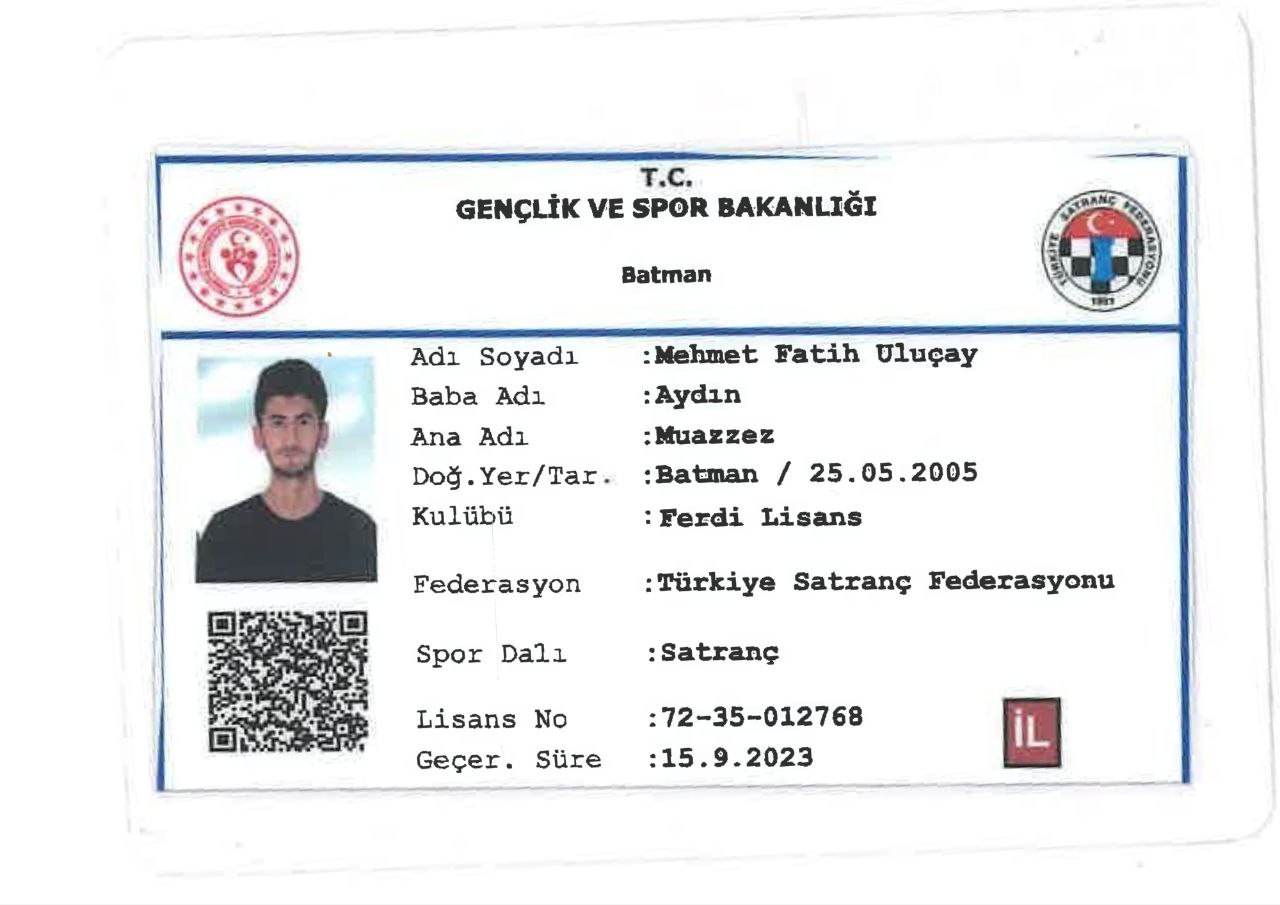 T.C.
GENÇLİK VE SPOR BAKANLIĞI
Batman
TÜRKİYE SATRANÇ FEDERASYONU
1991
Adı Soyadı :Mehmet Fatih Uluçay
Baba Adı :Aydın
Ana Adı :Muazzez
Doğ.Yer/Tar. :Batman / 25.05.2005
Kulübü :Ferdi Lisans
Federasyon :Türkiye Satranç Federasyonu
Spor Dalı :Satranç
Lisans No :72-35-012768
Geçer. Süre :15.9.2023
İL